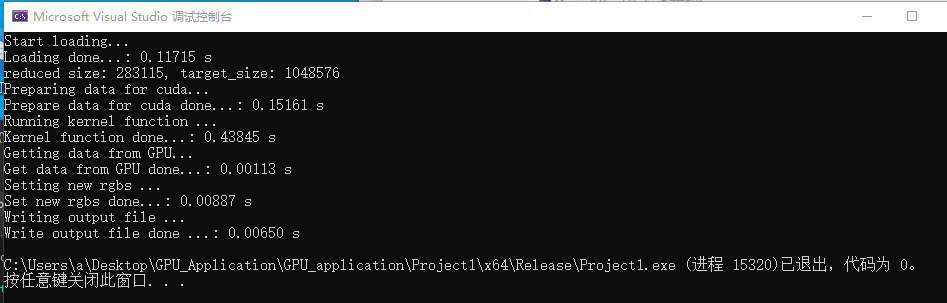 Microsoft Visual Studio 调试控制台
Start loading...
Loading done...: 0.11715 s
reduced size: 283115, target_size: 1048576
Preparing data for cuda...
Prepare data for cuda done...: 0.15161 s
Running kernel function ...
Kernel function done...: 0.43845 s
Getting data from GPU...
Get data from GPU done...: 0.00113 s
Setting new rgbs ...
Set new rgbs done...: 0.00887 s
Writing output file ...
Write output file done ...: 0.00650 s
C:\Users\a\Desktop\GPU_Application\GPU_application\Project1\x64\Release\Project1.exe (进程 15320)已退出，代码为 0。
按任意键关闭此窗口. . .